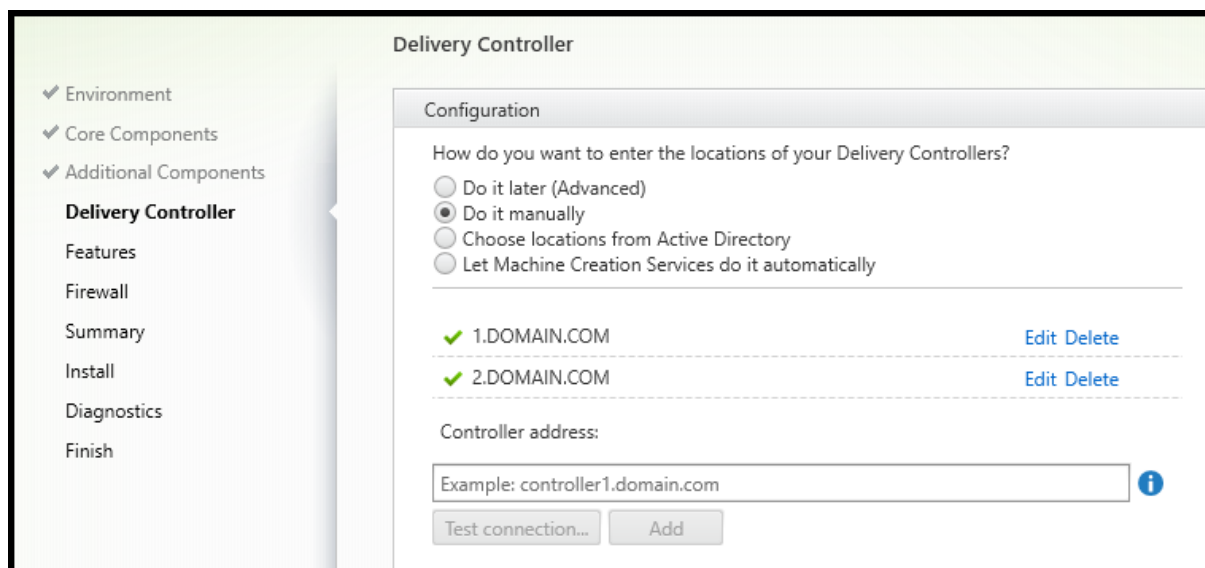 Delivery Controller
Environment
Core Components
Additional Components
Delivery Controller
Features
Firewall
Summary
Install
Diagnostics
Finish
Configuration
How do you want to enter the locations of your Delivery Controllers?
Do it later (Advanced)
Do it manually
Choose locations from Active Directory
Let Machine Creation Services do it automatically
1.DOMAIN.COM Edit Delete
2.DOMAIN.COM Edit Delete
Controller address:
Example: controller1.domain.com
Test connection... Add